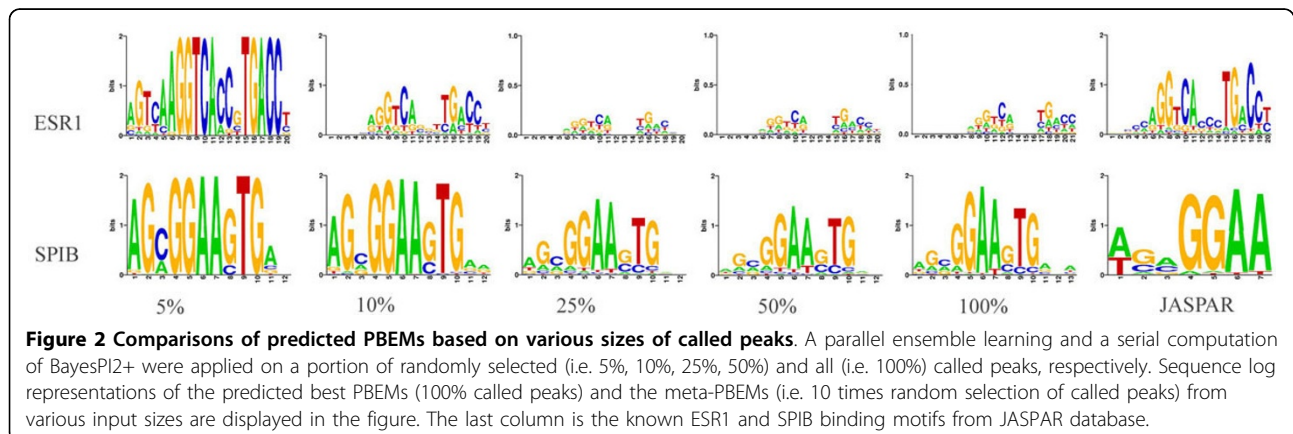 ESR1
SPIB
5%
10%
25%
50%
100%
JASPAR
Figure 2 Comparisons of predicted PBEMs based on various sizes of called peaks. A parallel ensemble learning and a serial computation
of BayesPI2+ were applied on a portion of randomly selected (i.e. 5%, 10%, 25%, 50%) and all (i.e. 100%) called peaks, respectively. Sequence log
representations of the predicted best PBEMs (100% called peaks) and the meta-PBEMs (i.e. 10 times random selection of called peaks) from
various input sizes are displayed in the figure. The last column is the known ESR1 and SPIB binding motifs from JASPAR database.